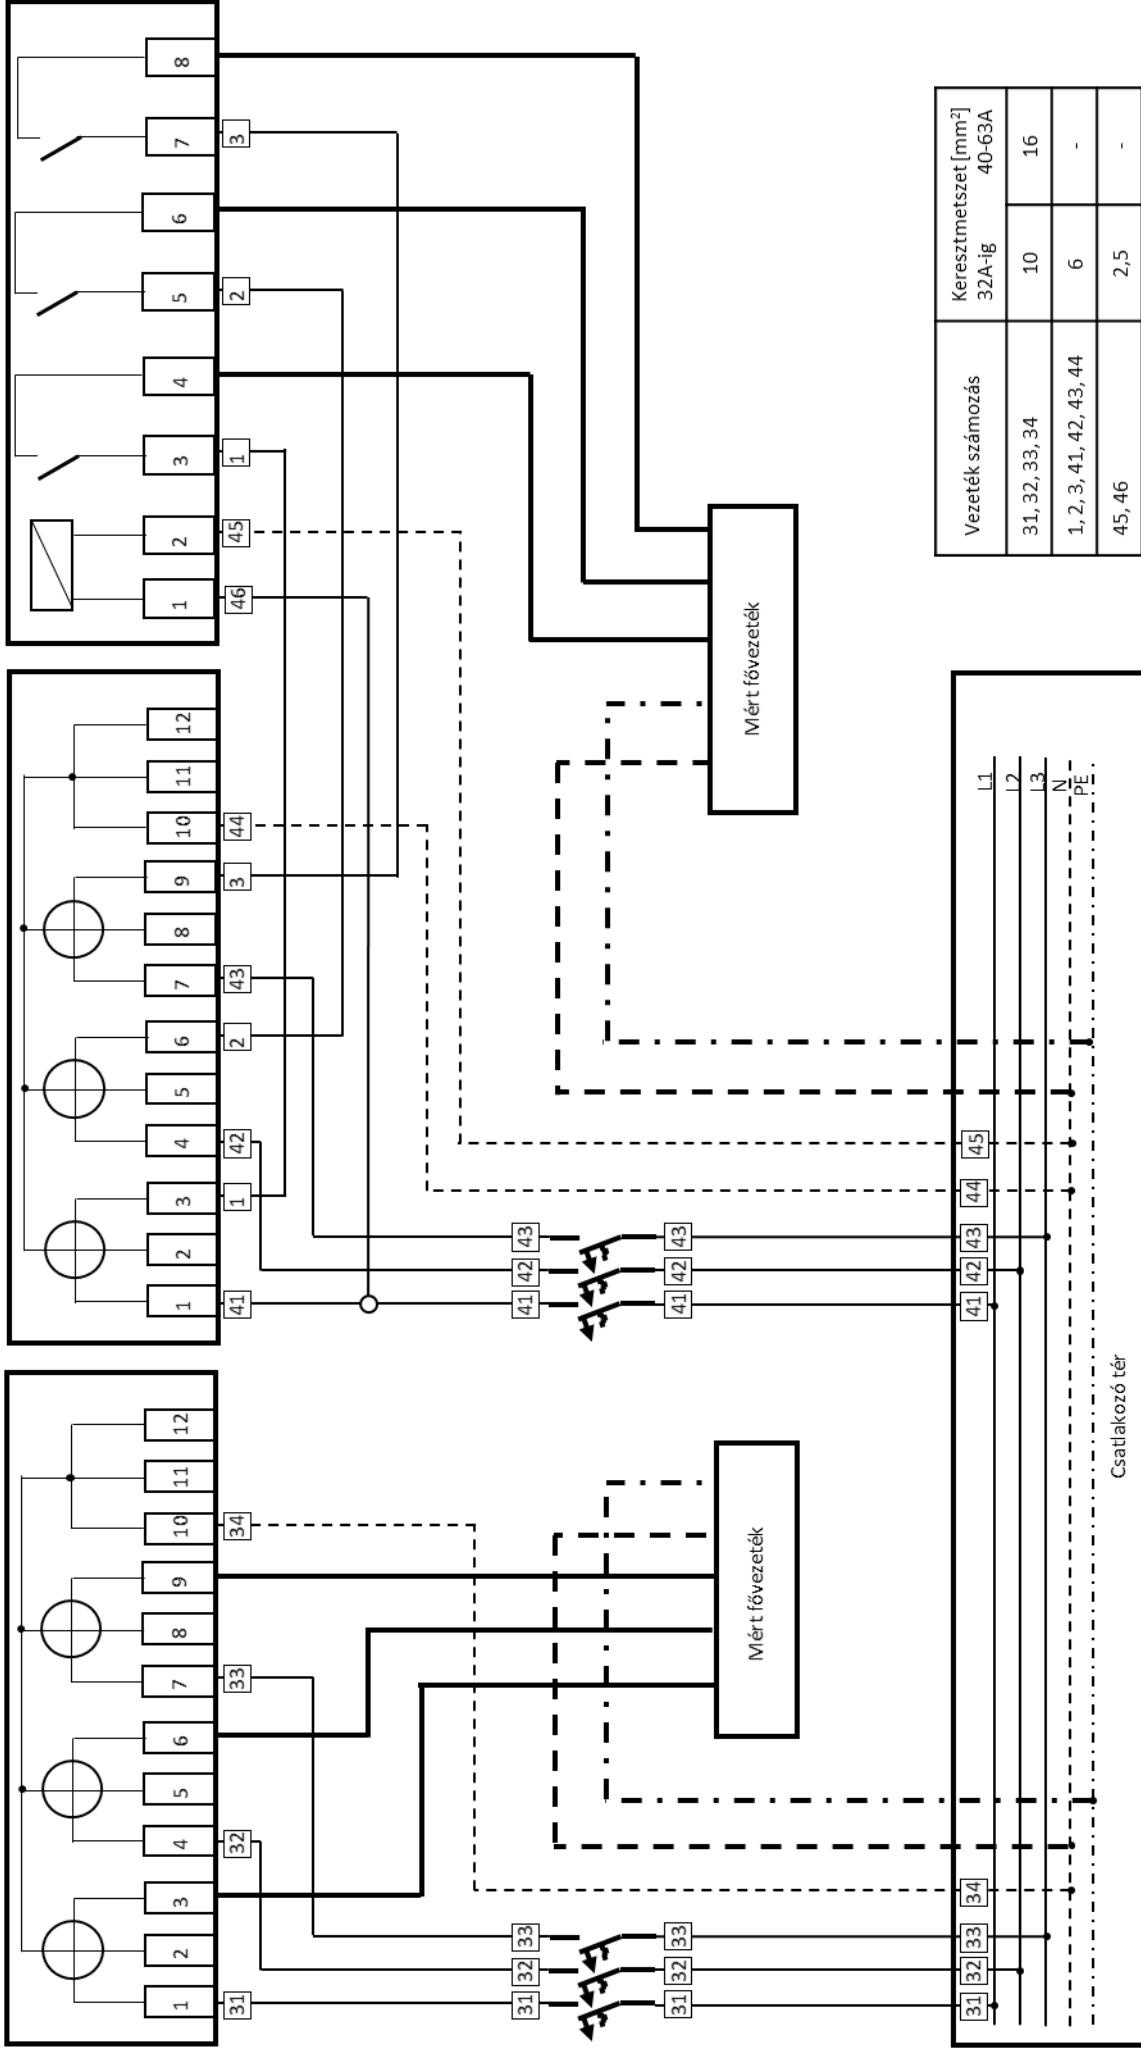 1 2 3 4 5 6 7 8 9 10 11 12
1 2 3 4 5 6 7 8 9 10 11 12
1 2 3 4 5 6 7 8
31 32 33 34
41 1 42 2 43 3 44
46 45 1 2 3
31 32 33
41 42 43
31 32 33
41 42 43
Mért fővezeték
Mért fővezeték
31 32 33 34
41 42 43 44 45
L1
L2
L3
N
PE
Csatlakozó tér
Vezeték számozás
Keresztmetszet [mm²]
32A-ig 40-63A
31, 32, 33, 34 10 16
1, 2, 3, 41, 42, 43, 44 6 -
45, 46 2,5 -